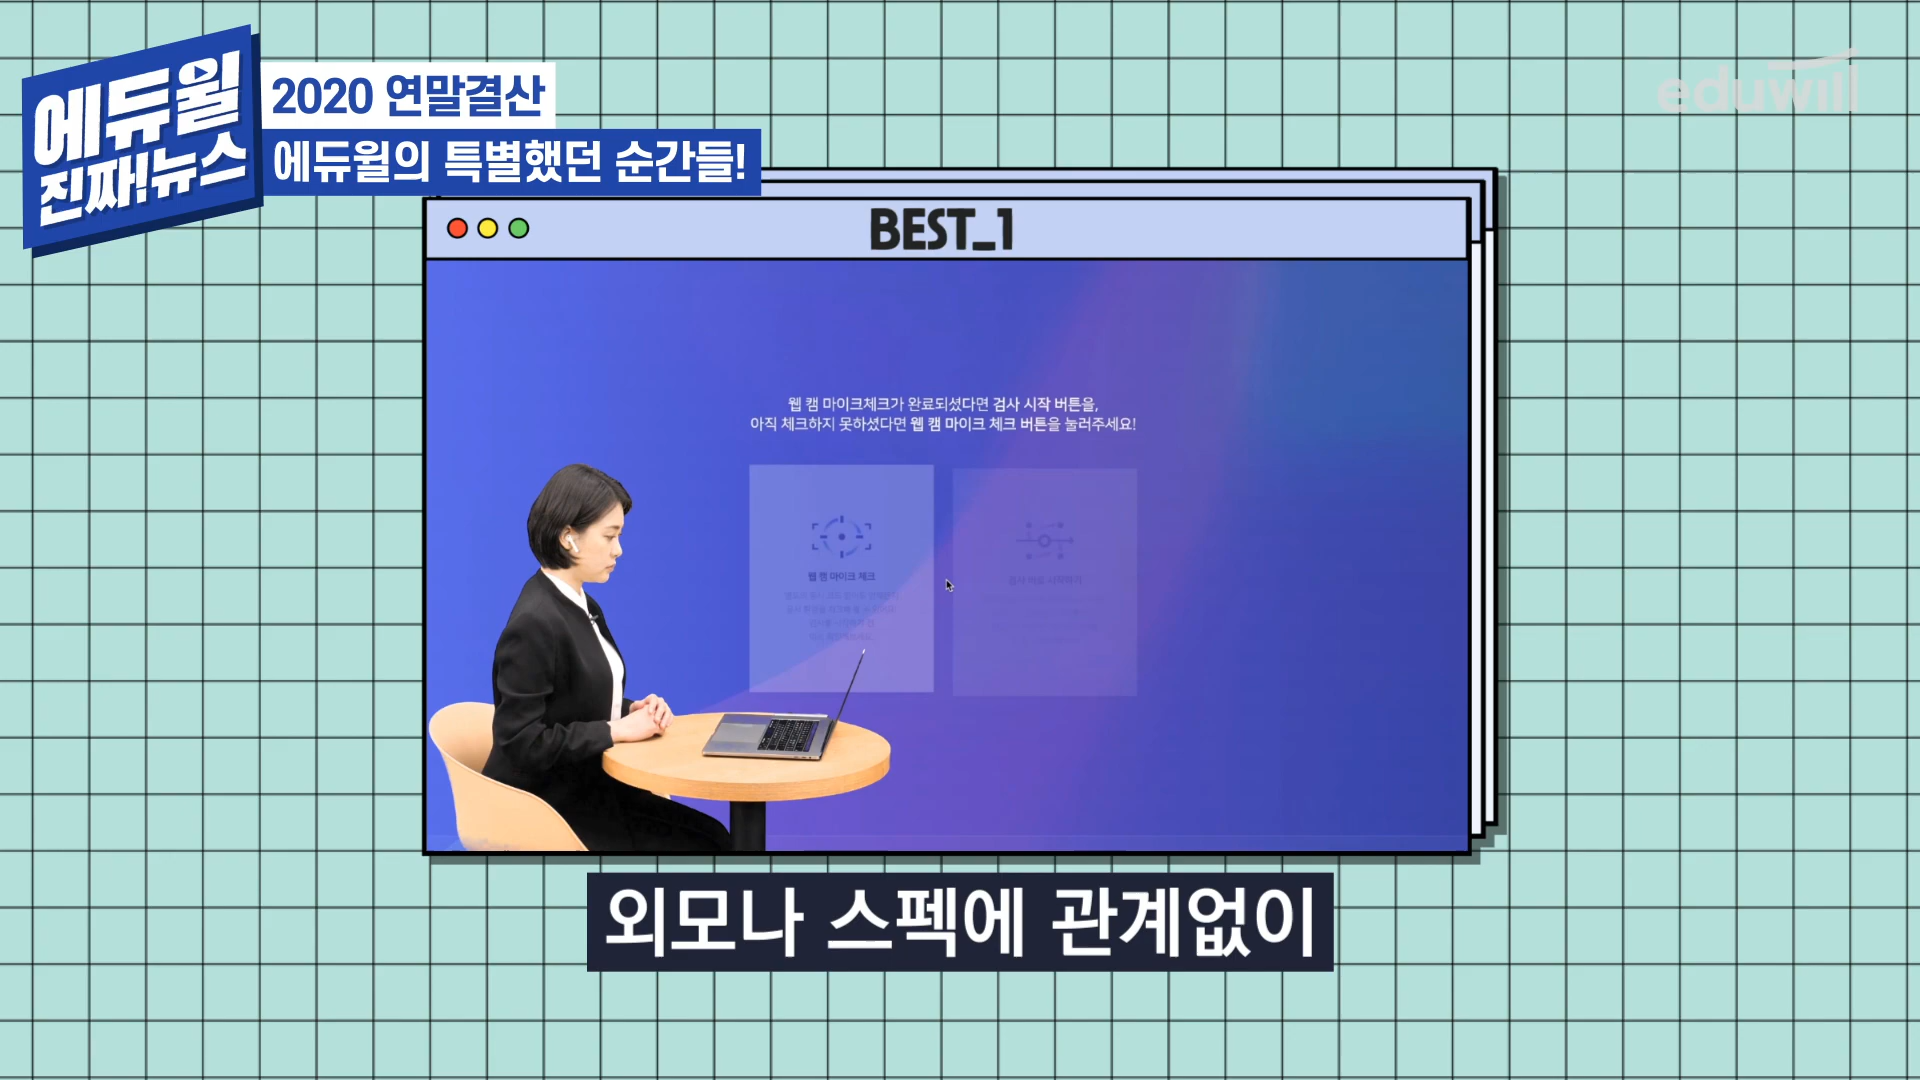 에듀윌
진짜!뉴스
2020 연말결산
에듀윌의 특별했던 순간들!
eduwill
BEST_1
웹 캠 마이크체크가 완료되셨다면 검사 시작 버튼을,
아직 체크하지 못하셨다면 웹 캠 마이크 체크 버튼을 눌러주세요!
웹 캠 마이크 체크
외모나 스펙에 관계없이